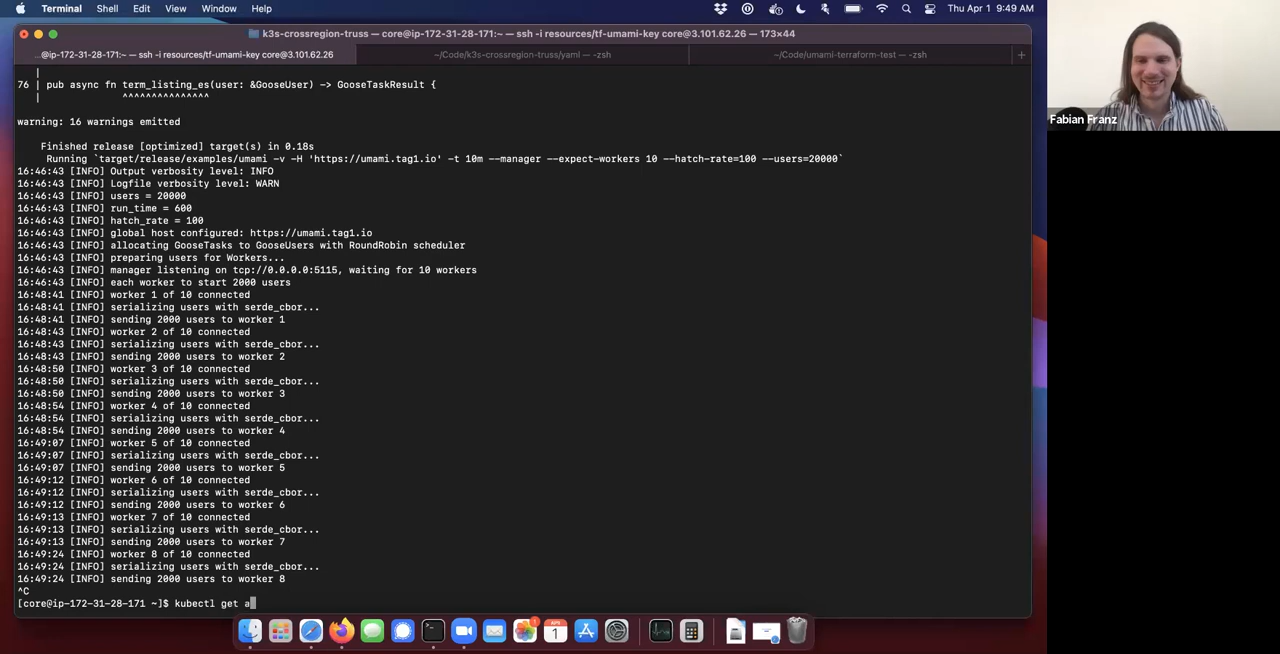 Terminal Shell Edit View Window Help Thu Apr 1 9:49 AM
k3s-crossregion-truss — core@ip-172-31-28-171:~ — ssh -i resources/tf-umami-key core@3.101.62.26 — 173×44
...@ip-172-31-28-171:~ — ssh -i resources/tf-umami-key core@3.101.62.26 ~/Code/k3s-crossregion-truss/yaml — -zsh ~/Code/umami-terraform-test — -zsh +
|
76 | pub async fn term_listing_es(user: &GooseUser) -> GooseTaskResult {
| ^^^^^^^^^^^^^^^
warning: 16 warnings emitted
Finished release [optimized] target(s) in 0.18s
Running `target/release/examples/umami -v -H 'https://umami.tag1.io' -t 10m --manager --expect-workers 10 --hatch-rate=100 --users=20000`
16:46:43 [INFO] Output verbosity level: INFO
16:46:43 [INFO] Logfile verbosity level: WARN
16:46:43 [INFO] users = 20000
16:46:43 [INFO] run_time = 600
16:46:43 [INFO] hatch_rate = 100
16:46:43 [INFO] global host configured: https://umami.tag1.io
16:46:43 [INFO] allocating GooseTasks to GooseUsers with RoundRobin scheduler
16:46:43 [INFO] preparing users for Workers...
16:46:43 [INFO] manager listening on tcp://0.0.0.0:5115, waiting for 10 workers
16:46:43 [INFO] each worker to start 2000 users
16:48:41 [INFO] worker 1 of 10 connected
16:48:41 [INFO] serializing users with serde_cbor...
16:48:41 [INFO] sending 2000 users to worker 1
16:48:43 [INFO] worker 2 of 10 connected
16:48:43 [INFO] serializing users with serde_cbor...
16:48:43 [INFO] sending 2000 users to worker 2
16:48:50 [INFO] worker 3 of 10 connected
16:48:50 [INFO] serializing users with serde_cbor...
16:48:50 [INFO] sending 2000 users to worker 3
16:48:54 [INFO] worker 4 of 10 connected
16:48:54 [INFO] serializing users with serde_cbor...
16:48:54 [INFO] sending 2000 users to worker 4
16:49:07 [INFO] worker 5 of 10 connected
16:49:07 [INFO] serializing users with serde_cbor...
16:49:07 [INFO] sending 2000 users to worker 5
16:49:12 [INFO] worker 6 of 10 connected
16:49:12 [INFO] serializing users with serde_cbor...
16:49:12 [INFO] sending 2000 users to worker 6
16:49:13 [INFO] worker 7 of 10 connected
16:49:13 [INFO] serializing users with serde_cbor...
16:49:13 [INFO] sending 2000 users to worker 7
16:49:24 [INFO] worker 8 of 10 connected
16:49:24 [INFO] serializing users with serde_cbor...
16:49:24 [INFO] sending 2000 users to worker 8
^C
[core@ip-172-31-28-171 ~]$ kubectl get a
Fabian Franz
APR
1
1